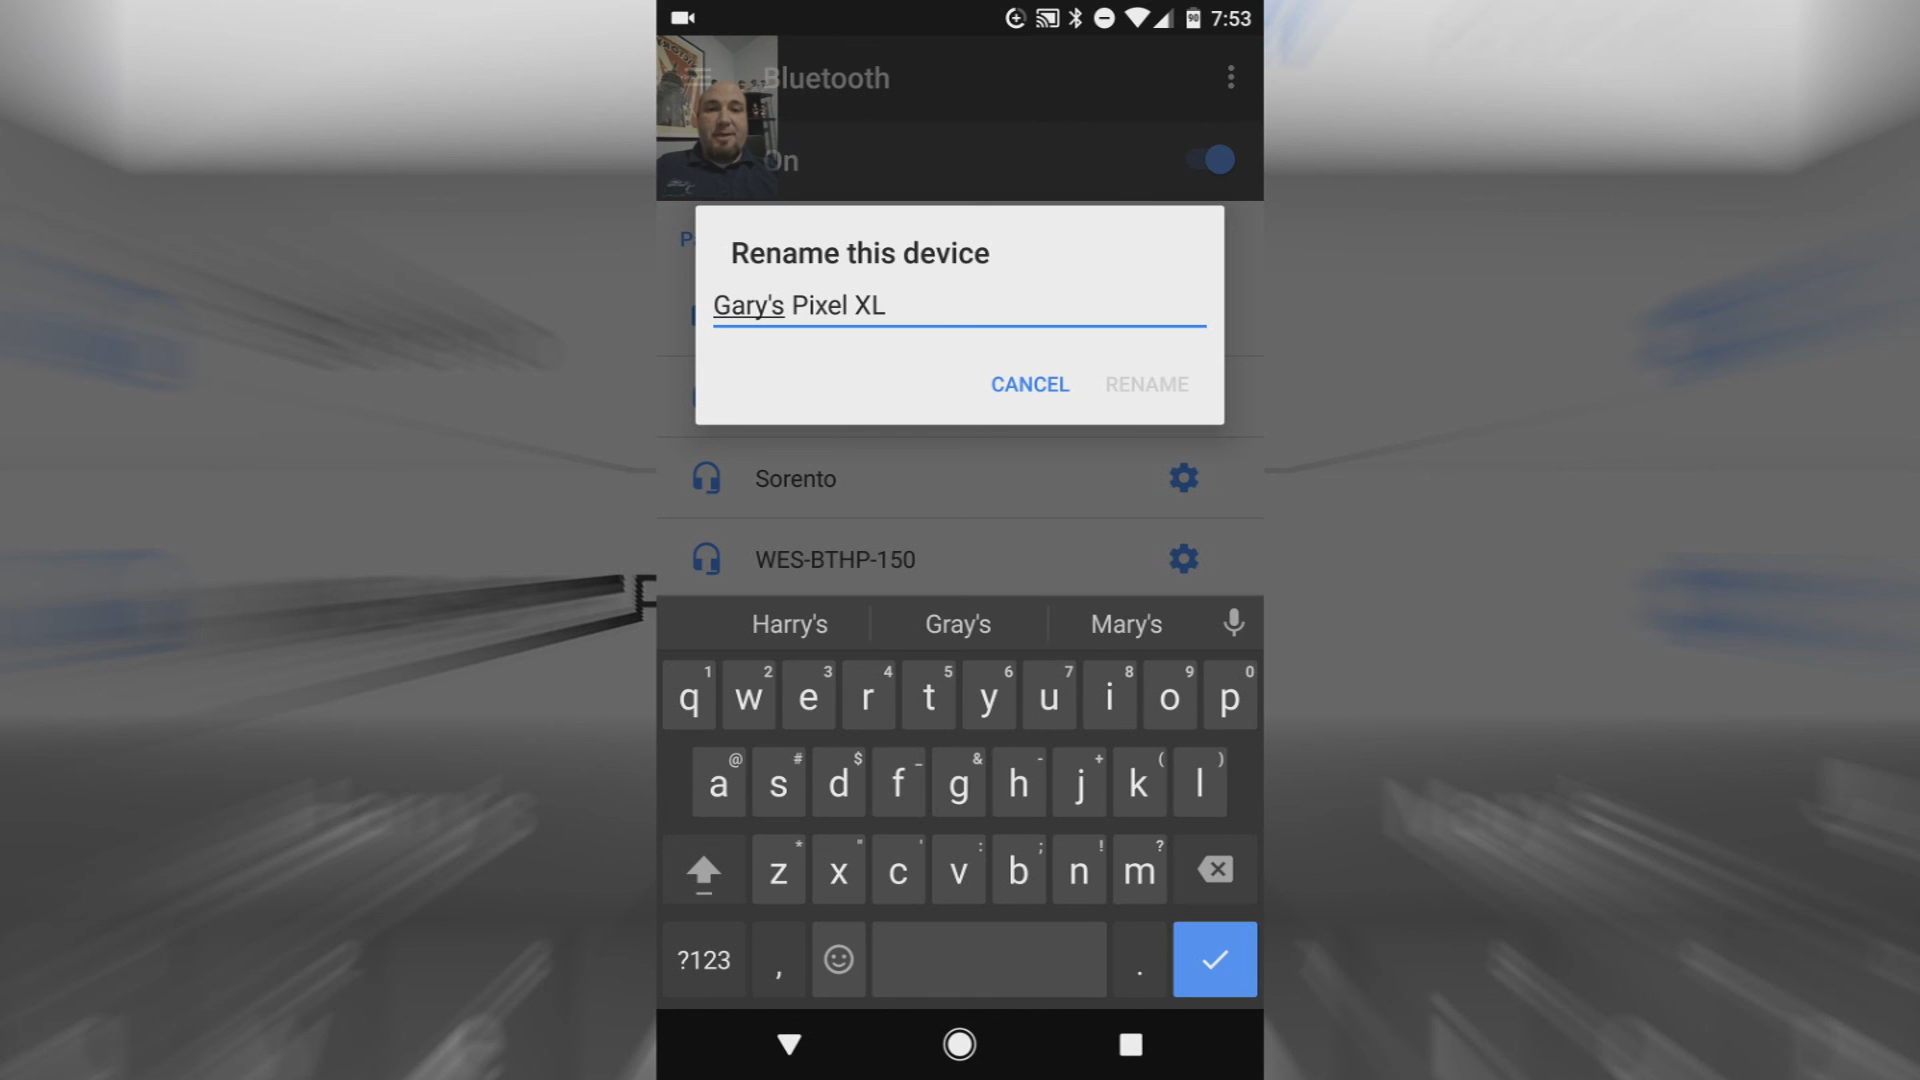 90 7:53
Bluetooth
On
Rename this device
Gary's Pixel XL
CANCEL RENAME
Sorento
WES-BTHP-150
Harry's Gray's Mary's
1 2 3 4 5 6 7 8 9 0
q w e r t y u i o p
@ # $ _ & - + ( )
a s d f g h j k l
* " ' : ; ! ?
z x c v b n m
?123 , .